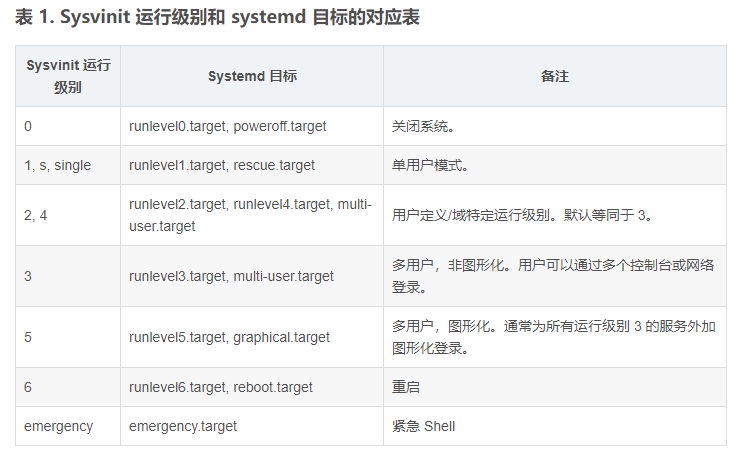 表 1. Sysvinit 运行级别和 systemd 目标的对应表
Sysvinit 运行
级别
Systemd 目标
备注
0
runlevel0.target, poweroff.target
关闭系统。
1, s, single
runlevel1.target, rescue.target
单用户模式。
2, 4
runlevel2.target, runlevel4.target, multi-
user.target
用户定义/域特定运行级别。默认等同于 3。
3
runlevel3.target, multi-user.target
多用户，非图形化。用户可以通过多个控制台或网络
登录。
5
runlevel5.target, graphical.target
多用户，图形化。通常为所有运行级别 3 的服务外加
图形化登录。
6
runlevel6.target, reboot.target
重启
emergency
emergency.target
紧急 Shell